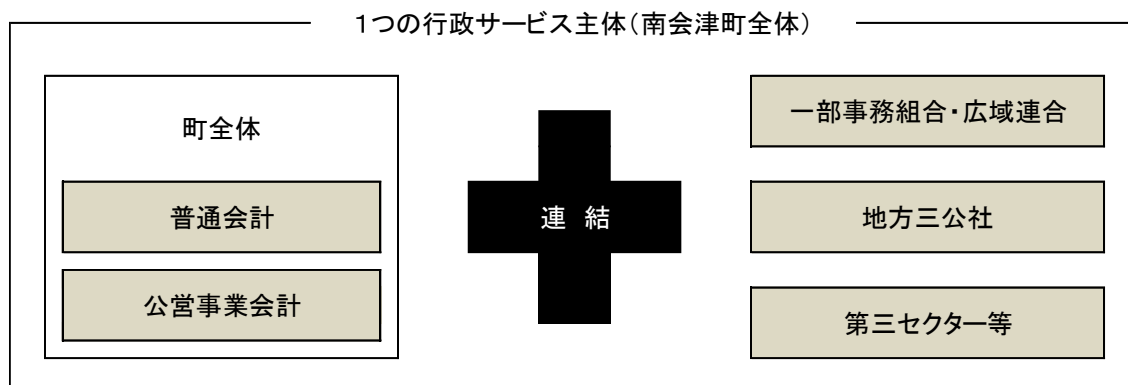 1つの行政サービス主体(南会津町全体)
町全体
普通会計
公営事業会計
連 結
一部事務組合・広域連合
地方三公社
第三セクター等